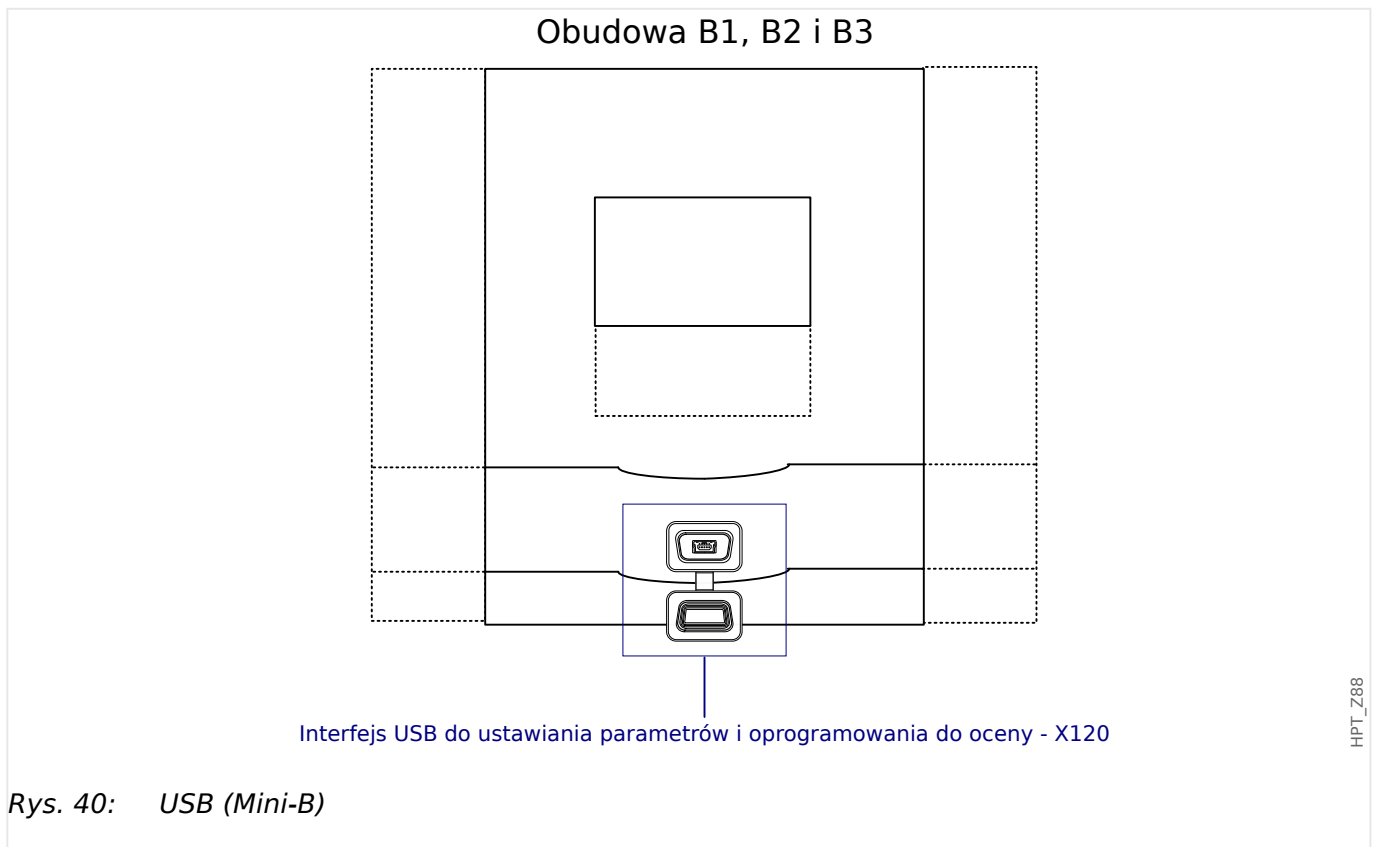 Obudowa B1, B2 i B3
Interfejs USB do ustawiania parametrów i oprogramowania do oceny - X120
HPT_Z88
Rys. 40: USB (Mini-B)